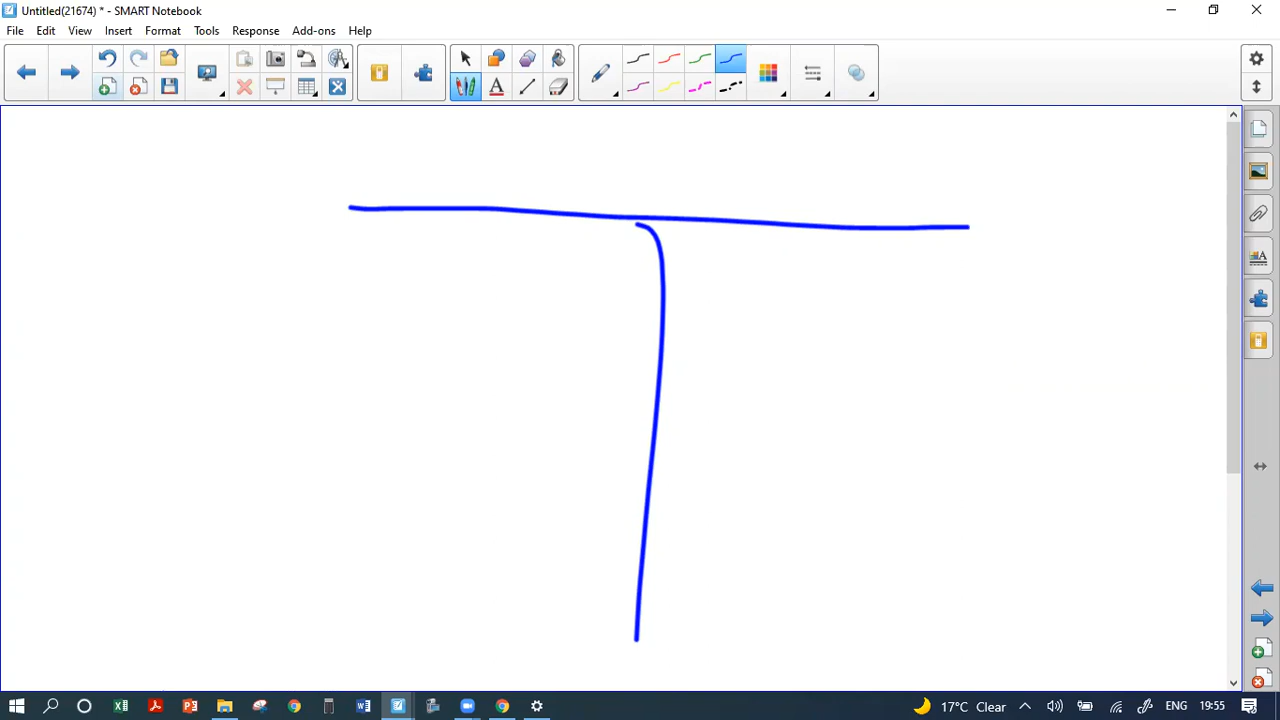 Untitled(21674) * - SMART Notebook
File Edit View Insert Format Tools Add-ons Response Help
17°C Clear ENG 19:55